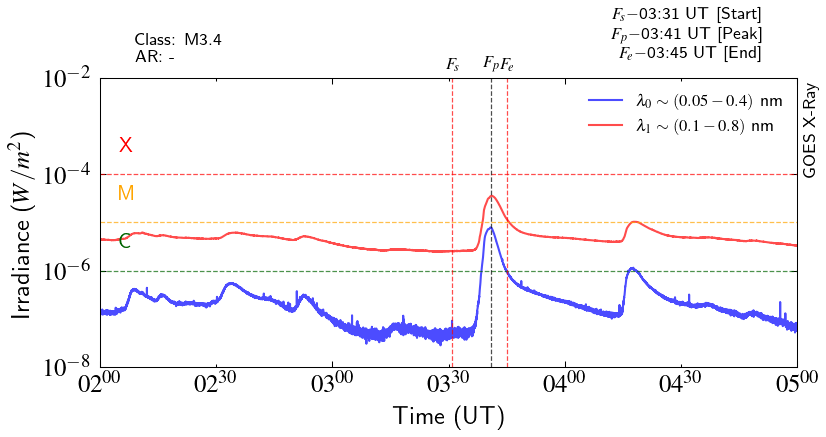 Class: M3.4
AR: -
Fₛ−03:31 UT [Start]
Fₚ−03:41 UT [Peak]
Fₑ−03:45 UT [End]
Fₛ Fₚ Fₑ
10⁻²
10⁻⁴
10⁻⁶
10⁻⁸
Irradiance (W/m²)
X
M
C
λ₀ ∼ (0.05 − 0.4) nm
λ₁ ∼ (0.1 − 0.8) nm
GOES X-Ray
02⁰⁰ 02³⁰ 03⁰⁰ 03³⁰ 04⁰⁰ 04³⁰ 05⁰⁰
Time (UT)